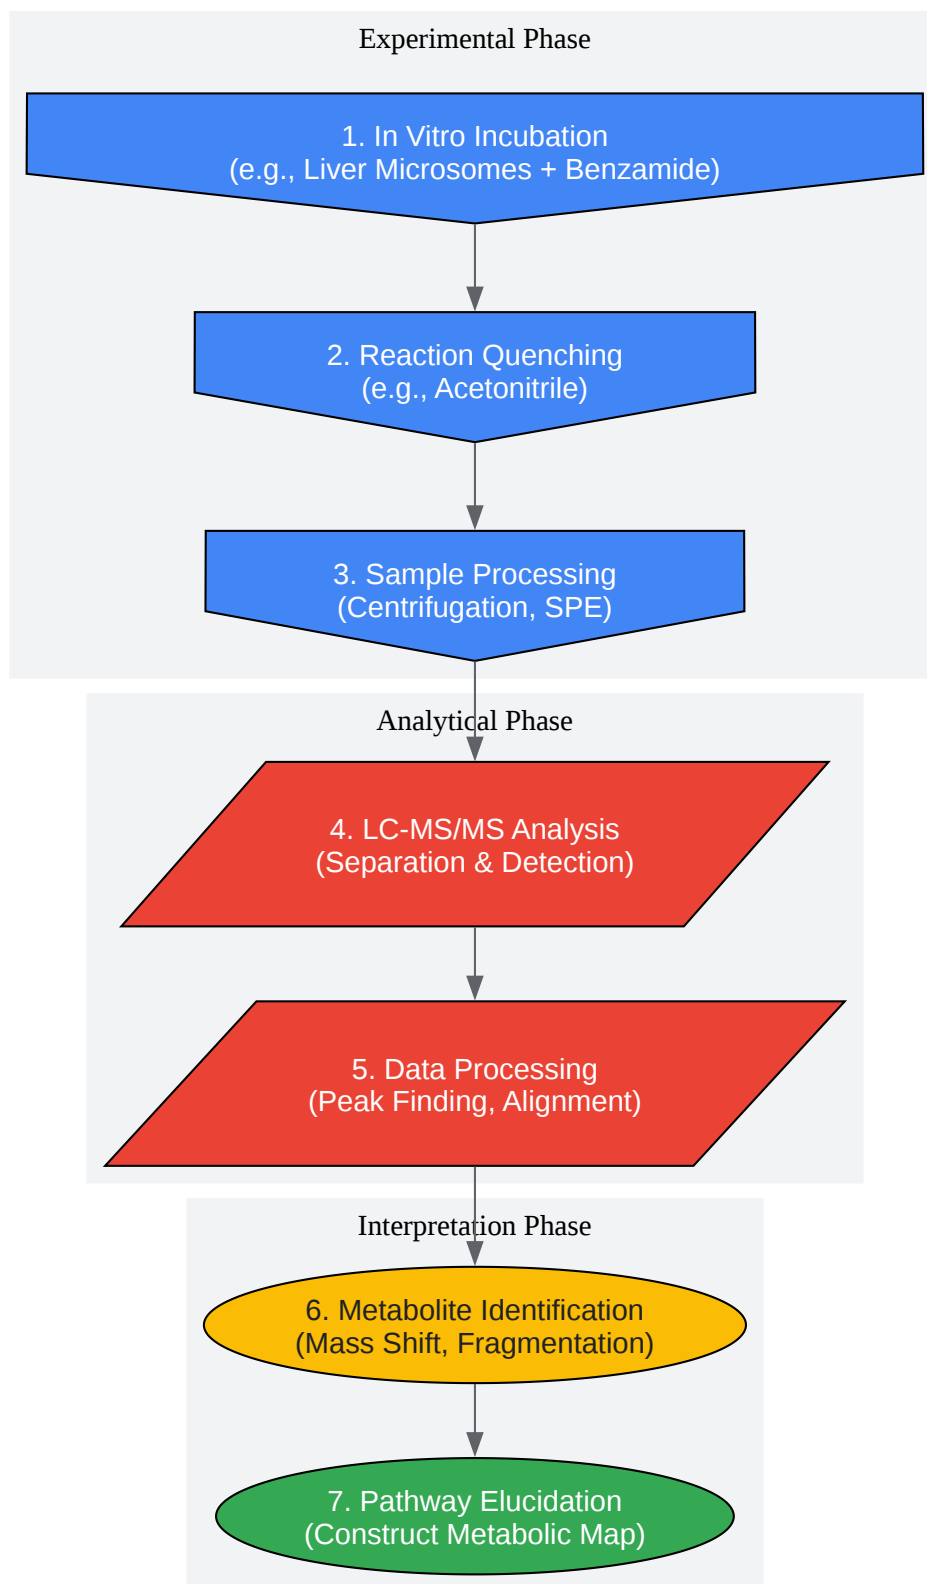 Experimental Phase
1. In Vitro Incubation
(e.g., Liver Microsomes + Benzamide)
2. Reaction Quenching
(e.g., Acetonitrile)
3. Sample Processing
(Centrifugation, SPE)
Analytical Phase
4. LC-MS/MS Analysis
(Separation & Detection)
5. Data Processing
(Peak Finding, Alignment)
Interpretation Phase
6. Metabolite Identification
(Mass Shift, Fragmentation)
7. Pathway Elucidation
(Construct Metabolic Map)